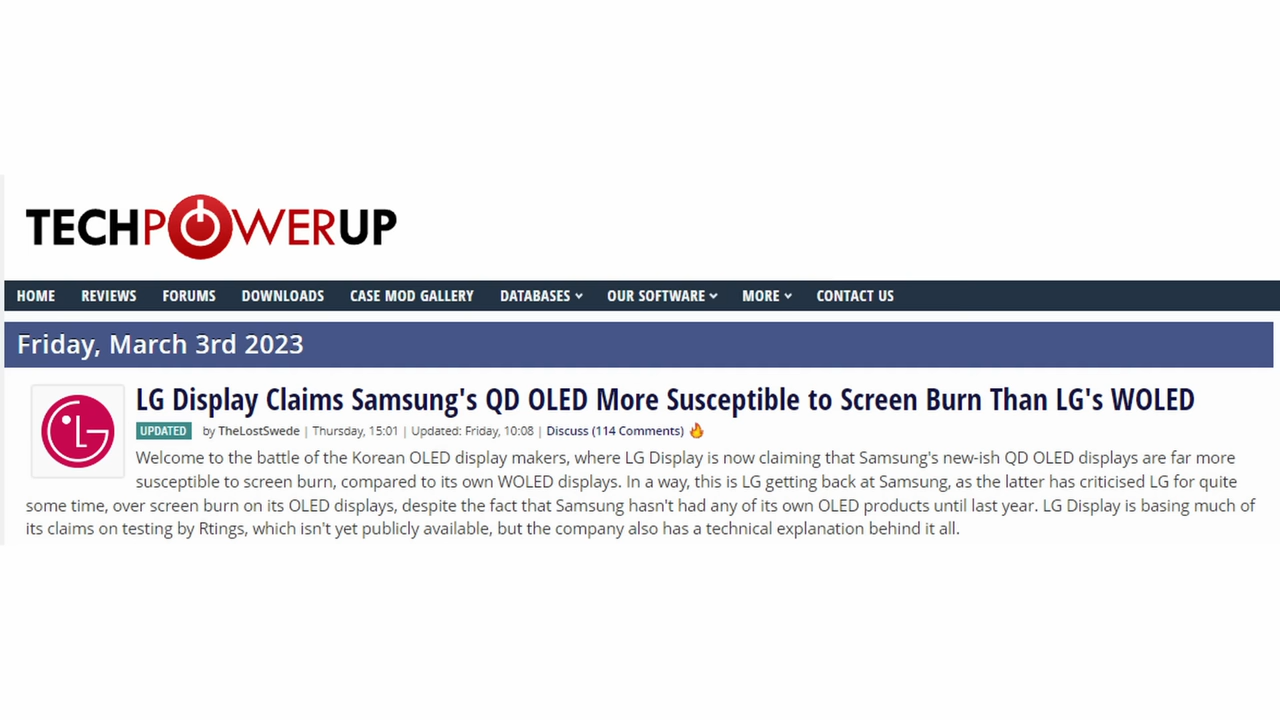 TECHPOWERUP
HOME REVIEWS FORUMS DOWNLOADS CASE MOD GALLERY DATABASES OUR SOFTWARE MORE CONTACT US
Friday, March 3rd 2023
LG Display Claims Samsung's QD OLED More Susceptible to Screen Burn Than LG's WOLED
UPDATED by TheLostSwede | Thursday, 15:01 | Updated: Friday, 10:08 | Discuss (114 Comments)
LG
Welcome to the battle of the Korean OLED display makers, where LG Display is now claiming that Samsung's new-ish QD OLED displays are far more
susceptible to screen burn, compared to its own WOLED displays. In a way, this is LG getting back at Samsung, as the latter has criticised LG for quite
some time, over screen burn on its OLED displays, despite the fact that Samsung hasn't had any of its own OLED products until last year. LG Display is basing much of
its claims on testing by Rtings, which isn't yet publicly available, but the company also has a technical explanation behind it all.